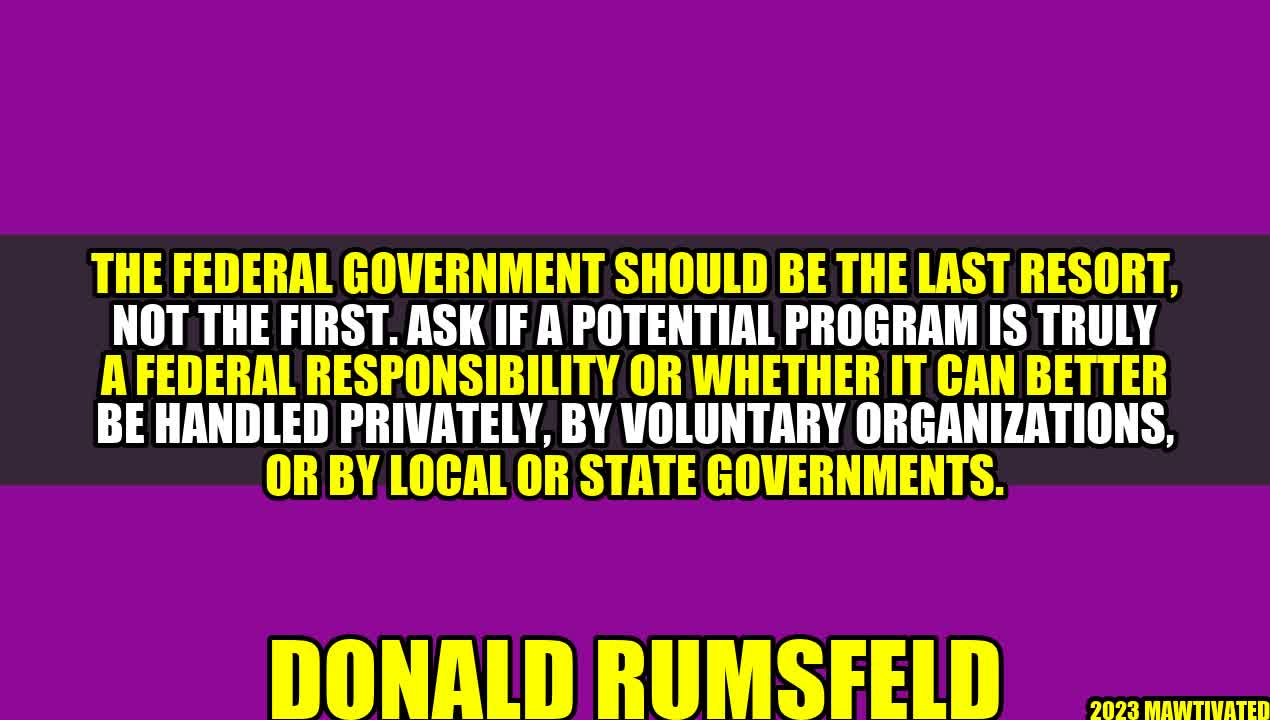 THE FEDERAL GOVERNMENT SHOULD BE THE LAST RESORT,
NOT THE FIRST. ASK IF A POTENTIAL PROGRAM IS TRULY
A FEDERAL RESPONSIBILITY OR WHETHER IT CAN BETTER
BE HANDLED PRIVATELY, BY VOLUNTARY ORGANIZATIONS,
OR BY LOCAL OR STATE GOVERNMENTS.
DONALD RUMSFELD
2023 MAWTIVATED